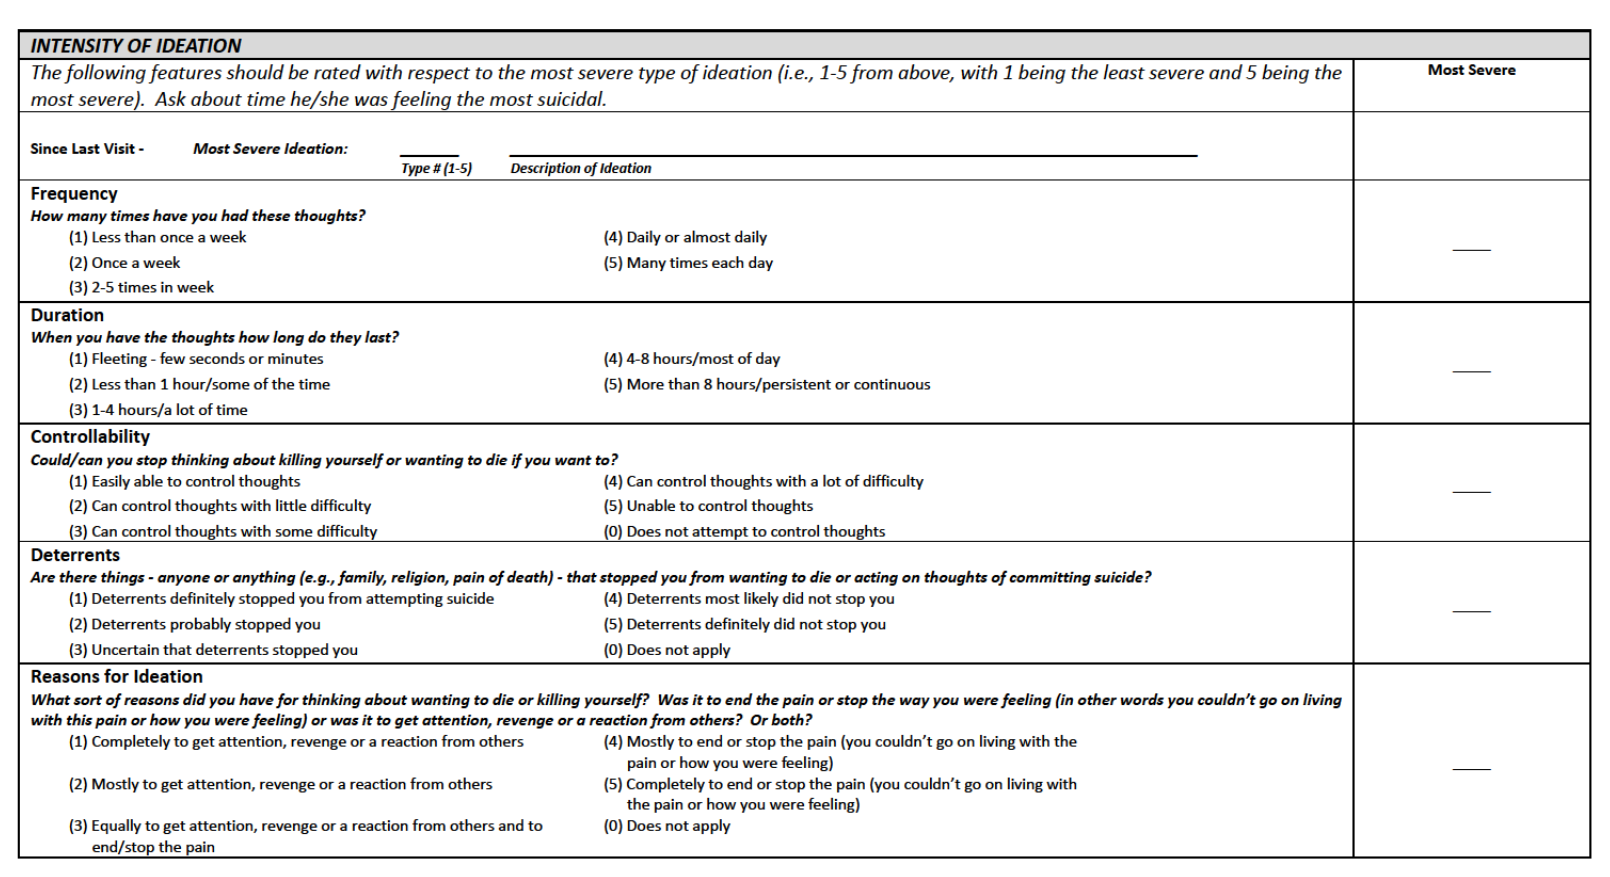 INTENSITY OF IDEATION
The following features should be rated with respect to the most severe type of ideation (i.e., 1-5 from above, with 1 being the least severe and 5 being the
most severe). Ask about time he/she was feeling the most suicidal.
Most Severe
Since Last Visit - Most Severe Ideation: _____ _____
Type # (1-5) Description of Ideation
Frequency
How many times have you had these thoughts?
(1) Less than once a week (4) Daily or almost daily
(2) Once a week (5) Many times each day
(3) 2-5 times in week
Duration
When you have the thoughts how long do they last?
(1) Fleeting - few seconds or minutes (4) 4-8 hours/most of day
(2) Less than 1 hour/some of the time (5) More than 8 hours/persistent or continuous
(3) 1-4 hours/a lot of time
Controllability
Could/can you stop thinking about killing yourself or wanting to die if you want to?
(1) Easily able to control thoughts (4) Can control thoughts with a lot of difficulty
(2) Can control thoughts with little difficulty (5) Unable to control thoughts
(3) Can control thoughts with some difficulty (0) Does not attempt to control thoughts
Deterrents
Are there things - anyone or anything (e.g., family, religion, pain of death) - that stopped you from wanting to die or acting on thoughts of committing suicide?
(1) Deterrents definitely stopped you from attempting suicide (4) Deterrents most likely did not stop you
(2) Deterrents probably stopped you (5) Deterrents definitely did not stop you
(3) Uncertain that deterrents stopped you (0) Does not apply
Reasons for Ideation
What sort of reasons did you have for thinking about wanting to die or killing yourself? Was it to end the pain or stop the way you were feeling (in other words you couldn't go on living
with this pain or how you were feeling) or was it to get attention, revenge or a reaction from others? Or both?
(1) Completely to get attention, revenge or a reaction from others (4) Mostly to end or stop the pain (you couldn't go on living with the
pain or how you were feeling)
(2) Mostly to get attention, revenge or a reaction from others (5) Completely to end or stop the pain (you couldn't go on living with
the pain or how you were feeling)
(3) Equally to get attention, revenge or a reaction from others and to (0) Does not apply
end/stop the pain